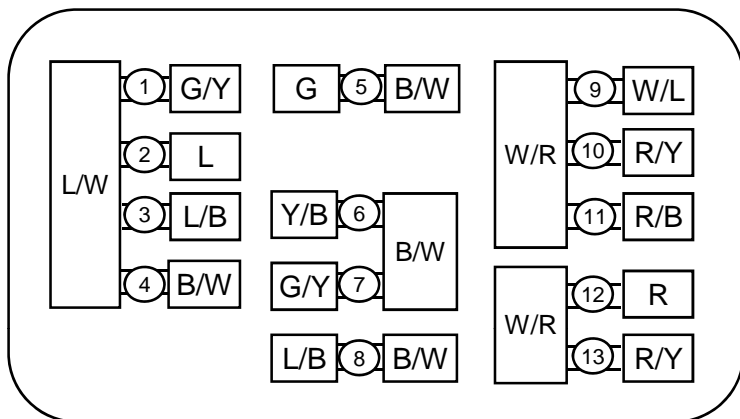 1 G/Y G 5 B/W 9 W/L
2 L W/R 10 R/Y
L/W
3 L/B Y/B 6 11 R/B
B/W
4 B/W G/Y 7 12 R
W/R
L/B 8 B/W 13 R/Y